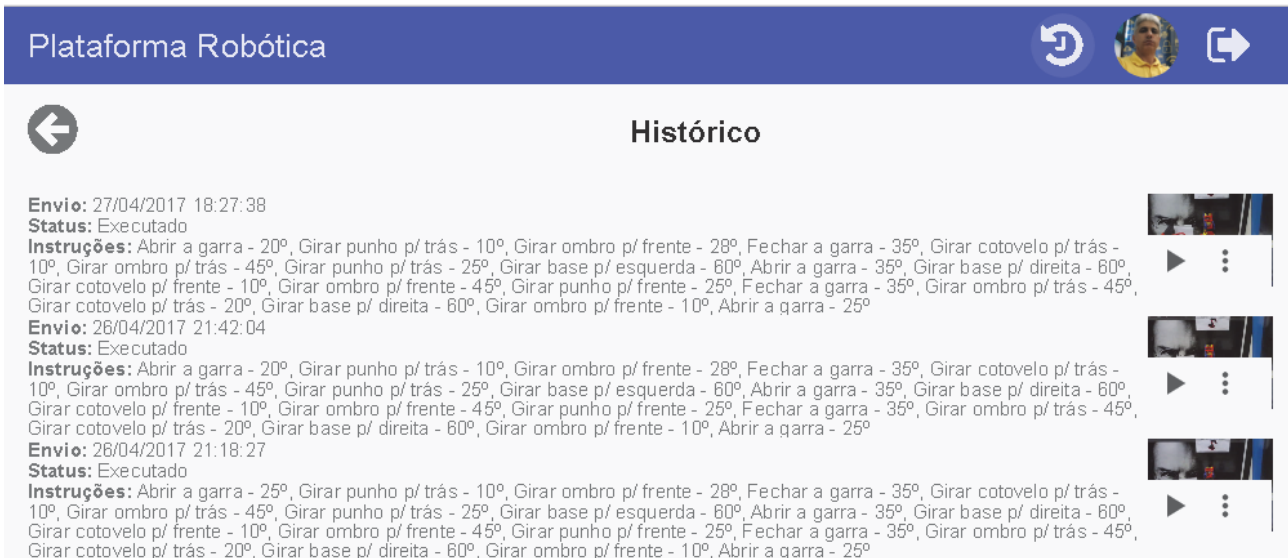 Plataforma Robótica
Histórico
Envio: 27/04/2017 18:27:38
Status: Executado
Instruções: Abrir a garra - 20º, Girar punho p/ trás - 10º, Girar ombro p/ frente - 28º, Fechar a garra - 35º, Girar cotovelo p/ trás -
10º, Girar ombro p/ trás - 45º, Girar punho p/ trás - 25º, Girar base p/ esquerda - 60º, Abrir a garra - 35º, Girar base p/ direita - 60º,
Girar cotovelo p/ frente - 10º, Girar ombro p/ frente - 45º, Girar punho p/ frente - 25º, Fechar a garra - 35º, Girar ombro p/ trás - 45º,
Girar cotovelo p/ trás - 20º, Girar base p/ direita - 60º, Girar ombro p/ frente - 10º, Abrir a garra - 25º
Envio: 26/04/2017 21:42:04
Status: Executado
Instruções: Abrir a garra - 20º, Girar punho p/ trás - 10º, Girar ombro p/ frente - 28º, Fechar a garra - 35º, Girar cotovelo p/ trás -
10º, Girar ombro p/ trás - 45º, Girar punho p/ trás - 25º, Girar base p/ esquerda - 60º, Abrir a garra - 35º, Girar base p/ direita - 60º,
Girar cotovelo p/ frente - 10º, Girar ombro p/ frente - 45º, Girar punho p/ frente - 25º, Fechar a garra - 35º, Girar ombro p/ trás - 45º,
Girar cotovelo p/ trás - 20º, Girar base p/ direita - 60º, Girar ombro p/ frente - 10º, Abrir a garra - 25º
Envio: 26/04/2017 21:18:27
Status: Executado
Instruções: Abrir a garra - 25º, Girar punho p/ trás - 10º, Girar ombro p/ frente - 28º, Fechar a garra - 35º, Girar cotovelo p/ trás -
10º, Girar ombro p/ trás - 45º, Girar punho p/ trás - 25º, Girar base p/ esquerda - 60º, Abrir a garra - 35º, Girar base p/ direita - 60º,
Girar cotovelo p/ frente - 10º, Girar ombro p/ frente - 45º, Girar punho p/ frente - 25º, Fechar a garra - 35º, Girar ombro p/ trás - 45º,
Girar cotovelo p/ trás - 20º, Girar base p/ direita - 60º, Girar ombro p/ frente - 10º, Abrir a garra - 25º